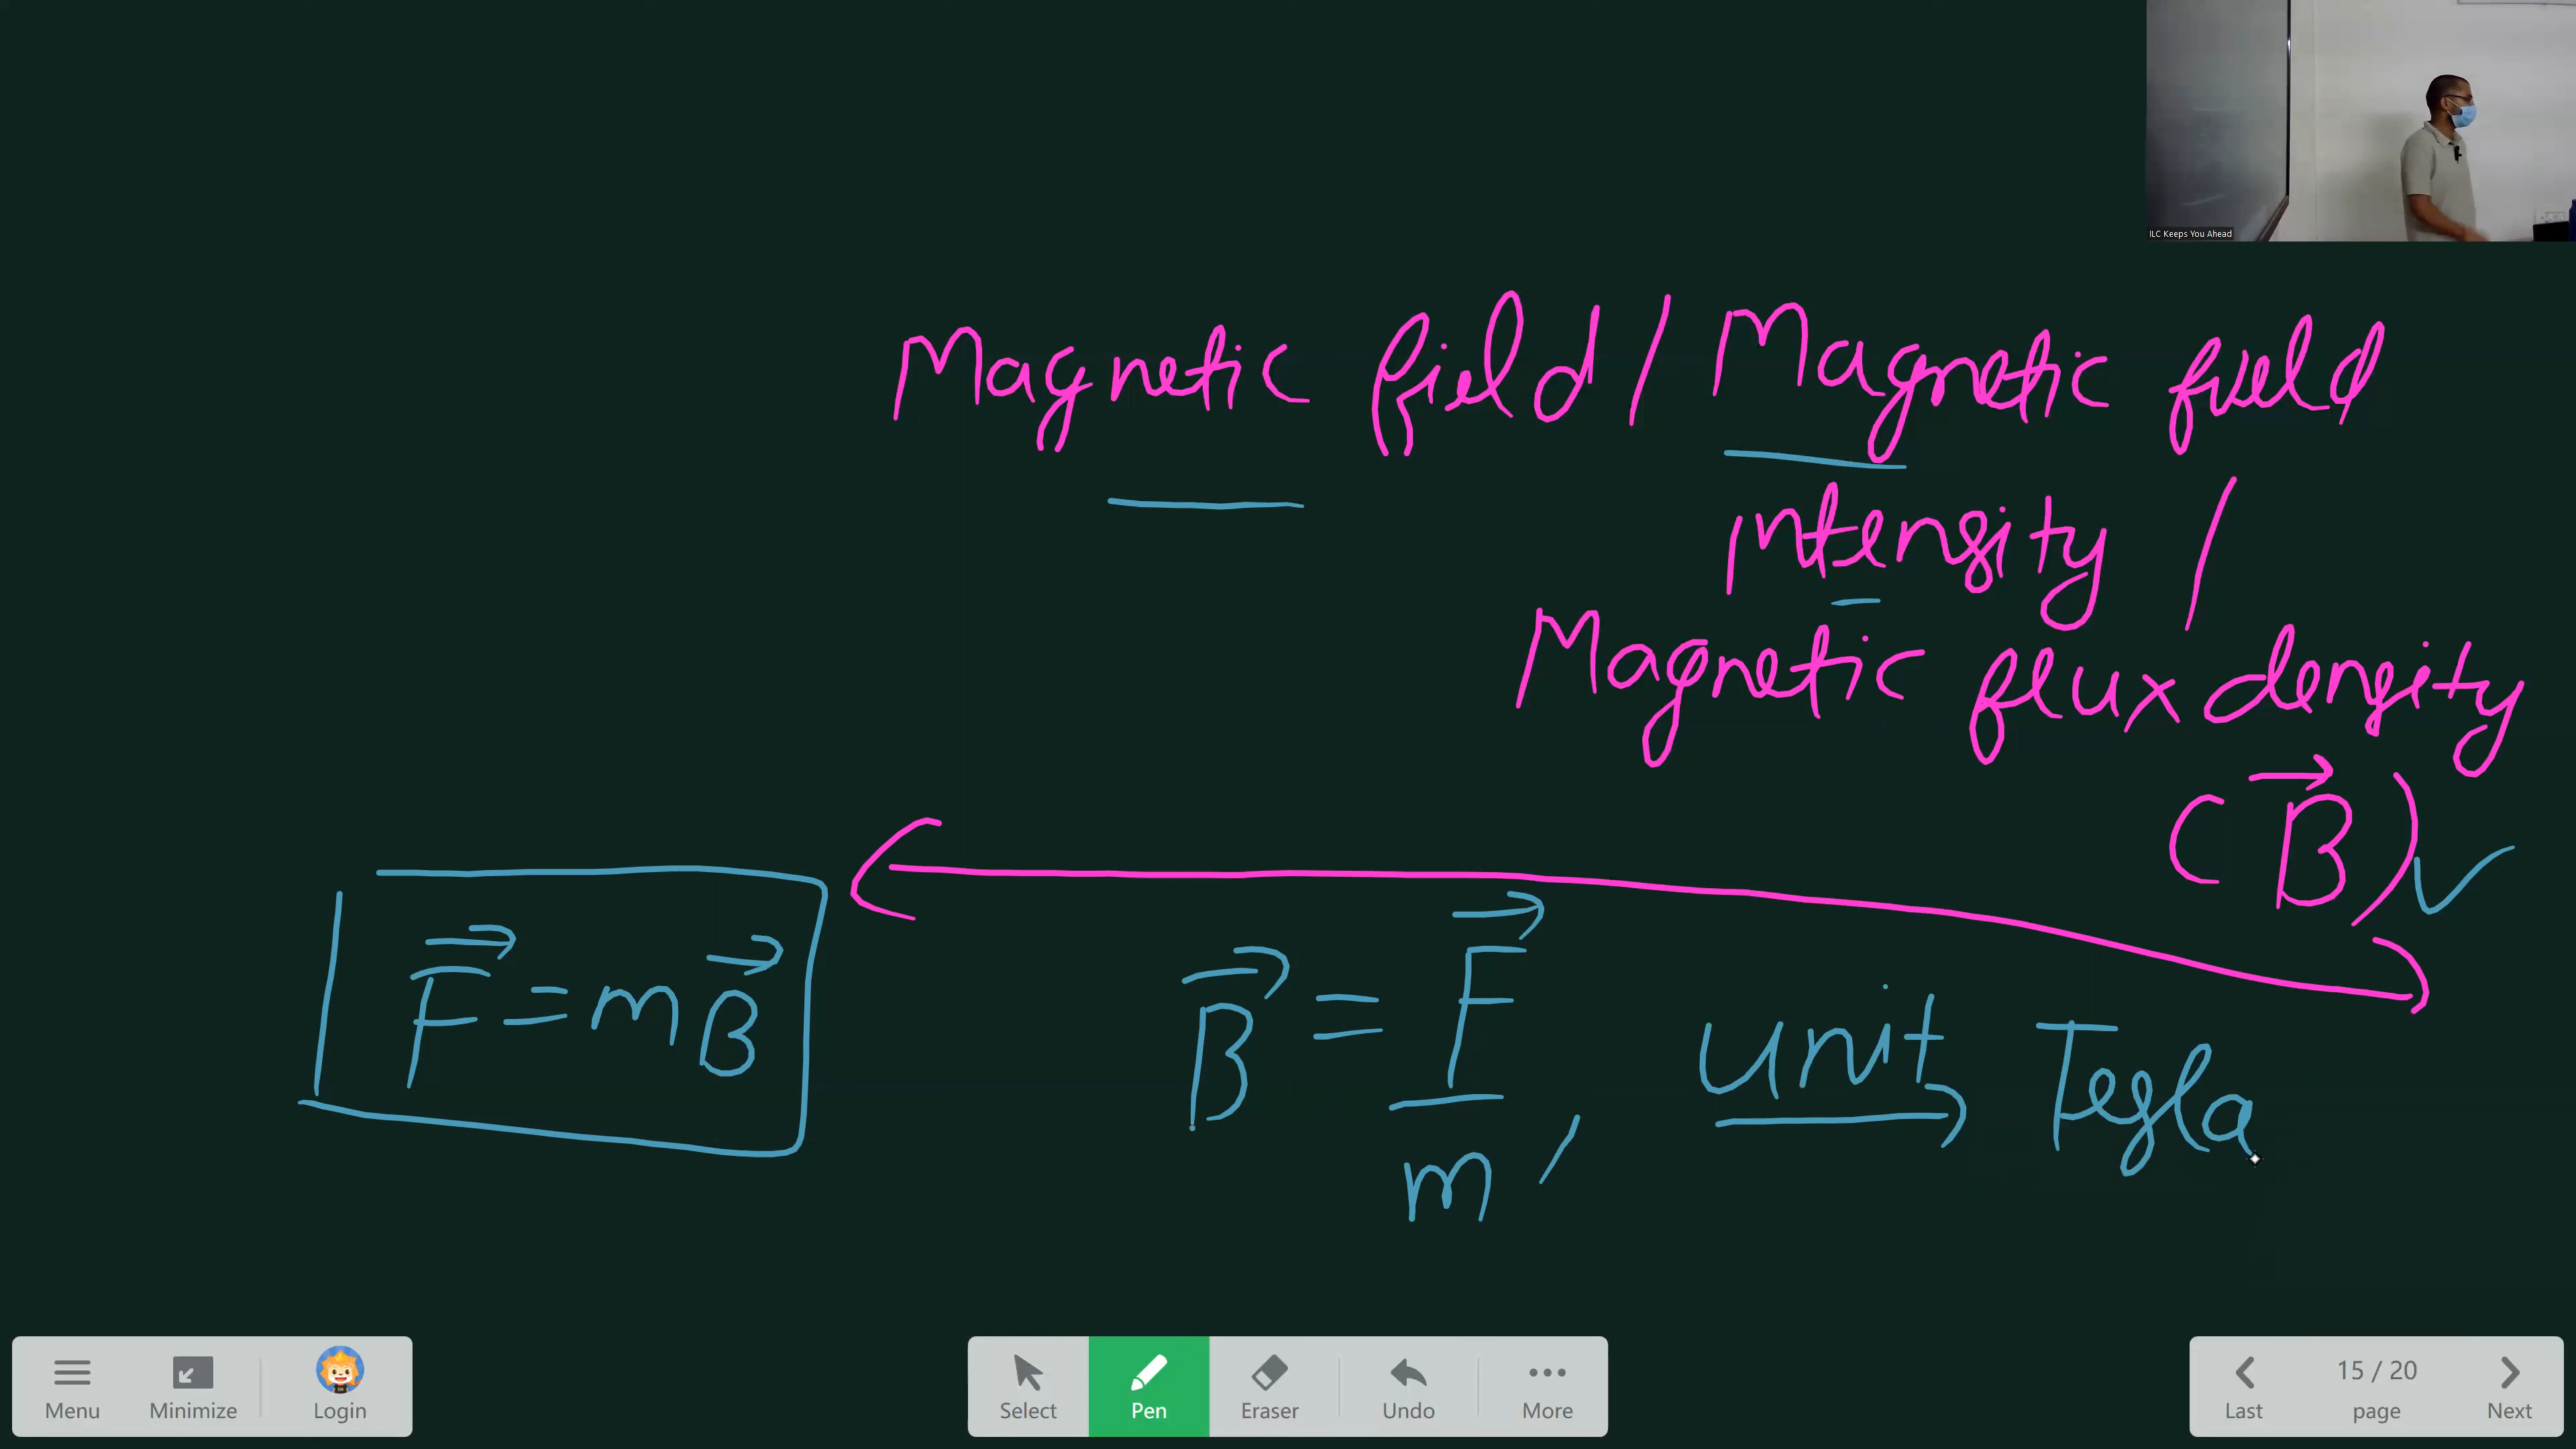 ILC Keeps You Ahead
Magnetic field / Magnetic field
intensity /
Magnetic flux density
(B⃗)
F⃗ = mB⃗
B⃗ = F⃗/m, unit Tesla
Menu Minimize Login
Select Pen Eraser Undo More
15 / 20
Last page Next